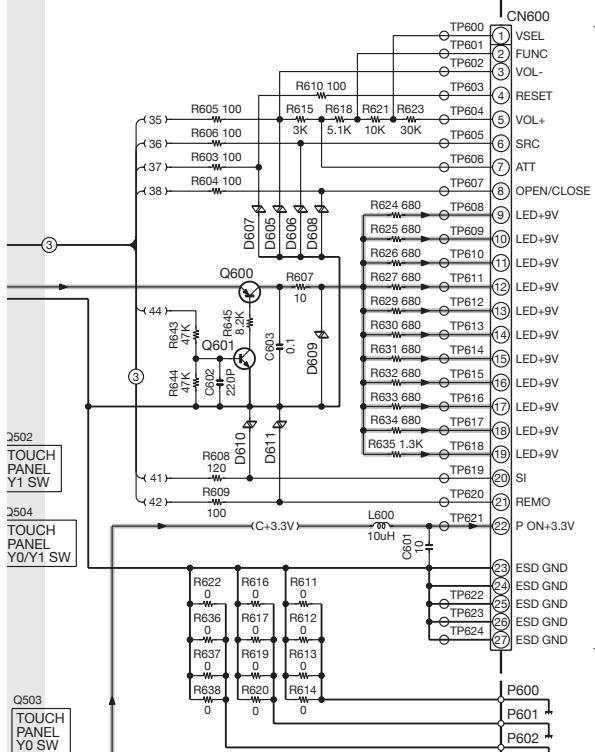 CN600
TP600 1 VSEL
TP601 2 FUNC
TP602 3 VOL-
R610 100 TP603 4 RESET
35 R605 100 R615 R618 R621 R623 TP604 5 VOL+
3K 5.1K 10K 30K
36 R606 100 TP605 6 SRC
37 R603 100 TP606 7 ATT
38 R604 100 TP607 8 OPEN/CLOSE
D607 D605 D606 D608
R624 680 TP608 9 LED+9V
R625 680 TP609 10 LED+9V
3
R626 680 TP610 11 LED+9V
Q600 R607 R627 680 TP611 12 LED+9V
10
R629 680 TP612 13 LED+9V
44 R643 47K R645 8.2K
R630 680 TP613 14 LED+9V
Q601 C603 0.1 D609
R631 680 TP614 15 LED+9V
3 R644 47K C602 220P
R632 680 TP615 16 LED+9V
R633 680 TP616 17 LED+9V
R634 680 TP617 18 LED+9V
D610 D611
R635 1.3K TP618 19 LED+9V
Q502
TOUCH
PANEL
Y1 SW
41 R608 TP619 20 SI
120
42 R609 TP620 21 REMO
100
Q504
TOUCH
PANEL
Y0/Y1 SW
(C+3.3V) L600 TP621 22 P ON+3.3V
10uH
C601 10
23 ESD GND
24 ESD GND
TP622 25 ESD GND
TP623 26 ESD GND
TP624 27 ESD GND
R622 R616 R611
0 0 0
R636 R617 R612
0 0 0
R637 R619 R613
0 0 0
R638 R620 R614
0 0 0
Q503
TOUCH
PANEL
Y0 SW
P600
P601
P602